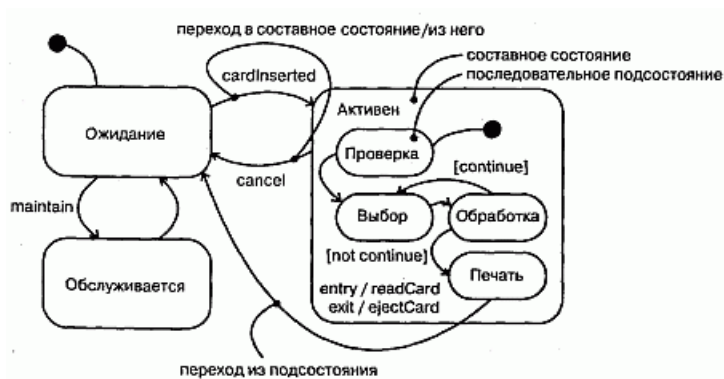 переход в составное состояние/из него
составное состояние
последовательное подсостояние
cardInserted
Активен
Ожидание
Проверка
[continue]
cancel
maintain
Выбор
Обработка
[not continue]
Печать
Обслуживается
entry / readCard
exit / ejectCard
переход из подсостояния